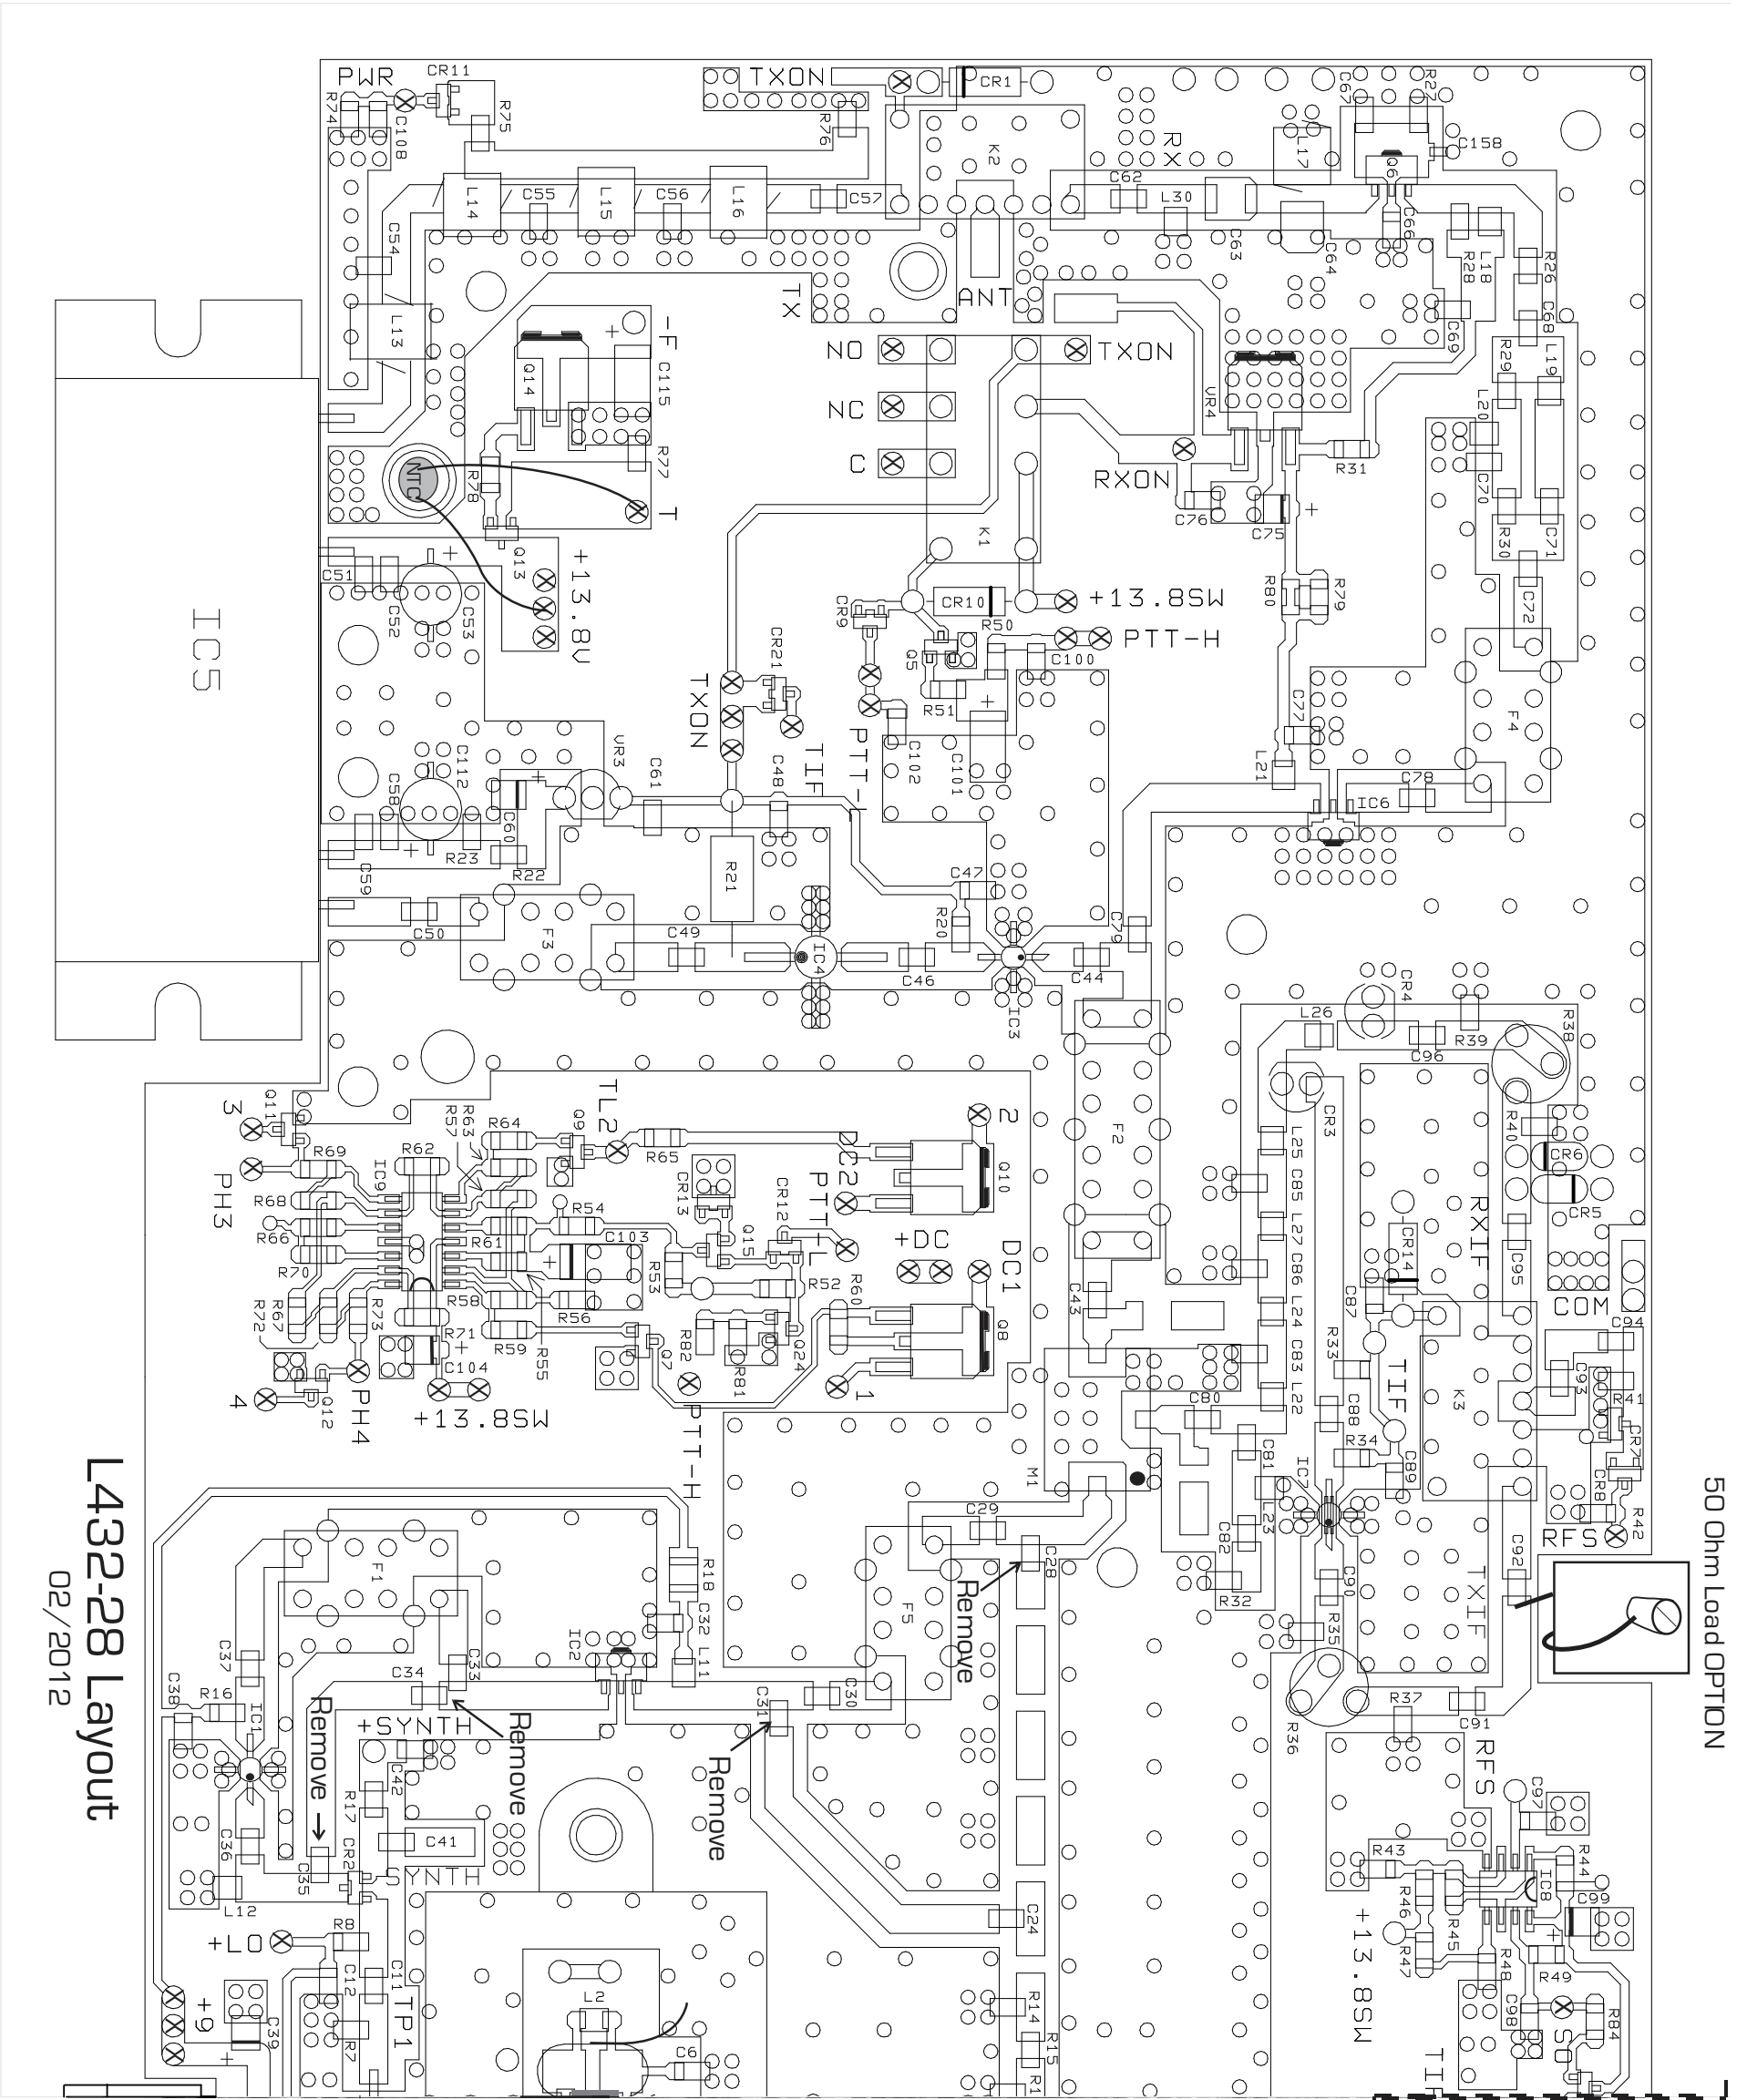 PWR
CR11
R74
C108
R75
TXON
R76
CR1
K2
RX
L17
C67
R27
C158
Q6
L14
C55
L15
C56
L16
C57
C62
L30
C63
C64
C66
R28
L18
R26
C54
L13
TX
ANT
C69
C68
-F
+
Q14
C115
NO
TXON
R29
L19
NC
VR4
L20
C
R77
R78
NTC
T
RXON
R31
C70
C76
C75
+
R30
C71
IC5
C51
C52
C53
+
Q13
+13.8V
K1
CR9
CR10
+13.8SW
R50
PTT-H
Q5
C100
R51
R80
R79
C72
CR21
TXON
TIF
PTT-L
C102
C101
+
C77
F4
L21
C78
IC6
C112
C58
+
R23
C60
+
VR3
C61
C48
R22
R21
C59
C50
F3
C49
IC4
C46
C47
R20
IC3
C44
C79
CR4
L26
C96
R39
R38
CR3
R40
CR6
CR5
3
Q11
R69
PH3
R68
R66
R70
R72
R67
R73
R62
IC9
R57
R63
R64
Q9
TL2
R65
R54
R61
C103
+
R58
R56
R59
R55
R71
+
C104
+13.8SW
PH4
Q12
4
CR13
R53
Q15
CR12
PTT-L
R52
R60
Q7
R82
R81
Q24
PTT-H
2
Q10
+DC
DC1
Q8
1
F2
C43
M1
L25
C85
L27
C86
L24
C83
L22
C80
C81
L23
C82
R32
RXIF
CR14
C87
R33
TIF
C88
R34
C89
IC7
C90
R35
K3
C95
COM
C94
C93
R41
CR7
CR8
R42
RFS
C92
TXIF
50 Ohm Load OPTION
R36
R37
C91
RFS
L432-28 Layout
02/2012
F1
R18
C32
L11
IC2
C37
C38
R16
IC1
C34
C33
Remove
+SYNTH
Remove
C42
R17
C41
SYNTH
CR2
C35
C36
L12
+LO
R8
C12
C11
TP1
+9
C39
+
R7
L2
C6
C29
C28
Remove
F5
C30
C31
Remove
C24
R14
R15
R1
C97
R43
R44
IC8
C99
+
R46
R45
R47
R48
R49
C98
R84
+13.8SW
SO